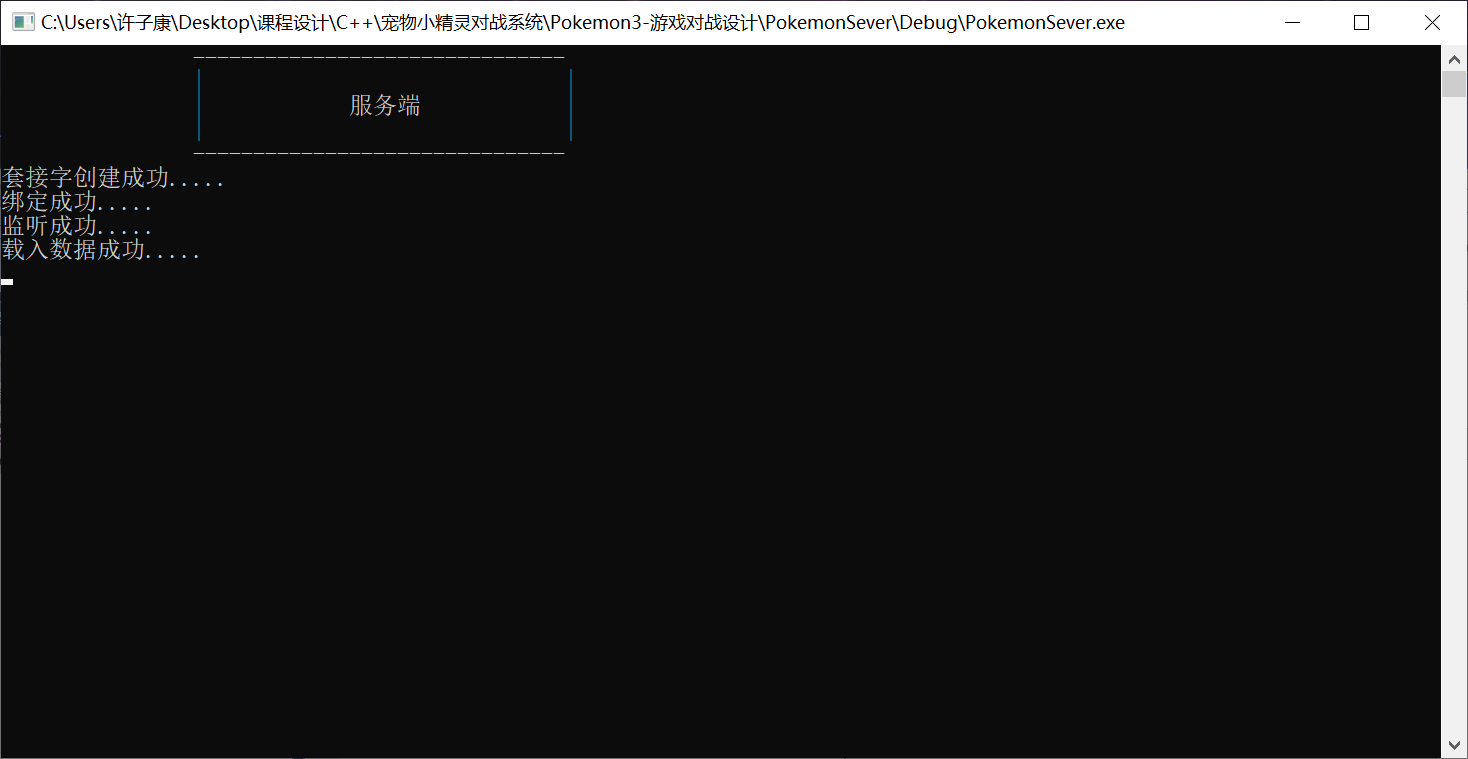 C:\Users\许子康\Desktop\课程设计\C++\宠物小精灵对战系统\Pokemon3-游戏对战设计\PokemonSever\Debug\PokemonSever.exe
服务端
套接字创建成功.....
绑定成功.....
监听成功.....
载入数据成功.....